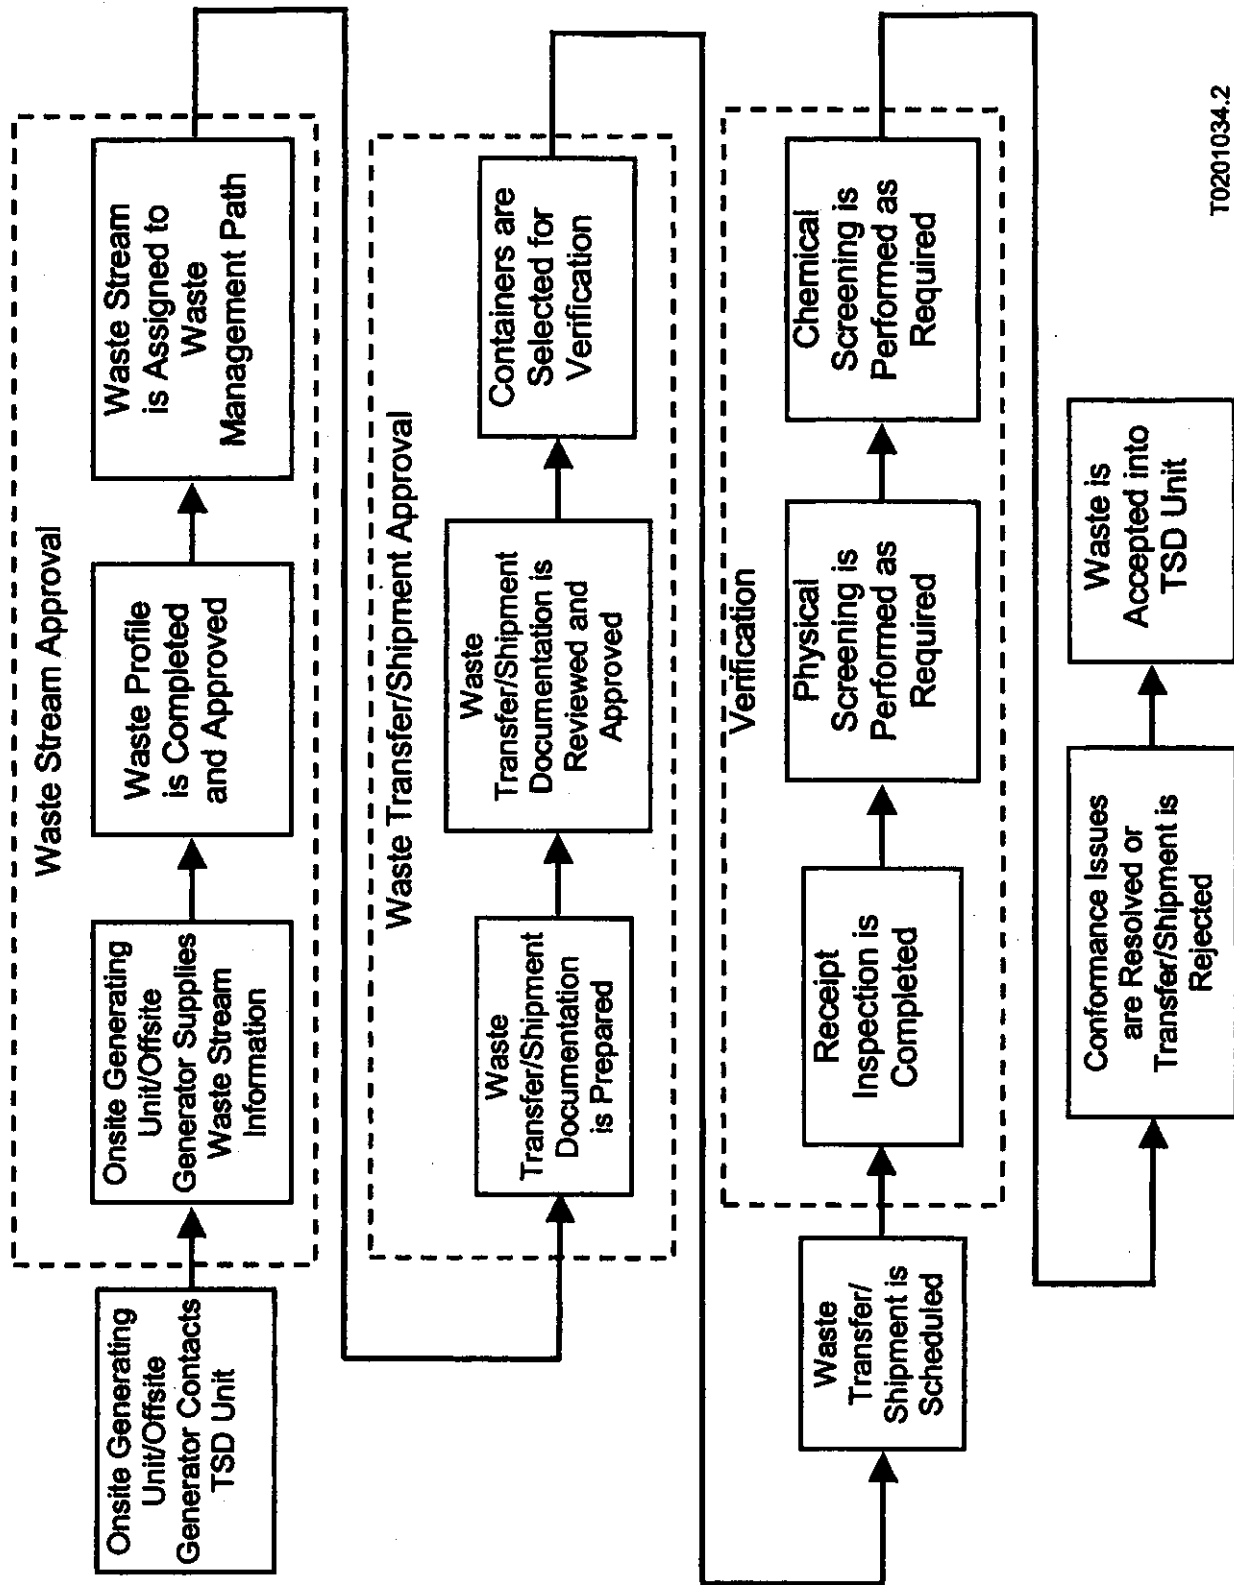 Onsite Generating
Unit/Offsite
Generator Contacts
TSD Unit
Waste Stream Approval
Onsite Generating
Unit/Offsite
Generator Supplies
Waste Stream
Information
Waste Profile
is Completed
and Approved
Waste Stream
is Assigned to
Waste
Management Path
Waste Transfer/Shipment Approval
Waste
Transfer/Shipment
Documentation
is Prepared
Waste
Transfer/Shipment
Documentation is
Reviewed and
Approved
Containers are
Selected for
Verification
Waste
Transfer/
Shipment is
Scheduled
Verification
Receipt
Inspection is
Completed
Physical
Screening is
Performed as
Required
Chemical
Screening is
Performed as
Required
Conformance Issues
are Resolved or
Transfer/Shipment is
Rejected
Waste is
Accepted into
TSD Unit
T0201034.2